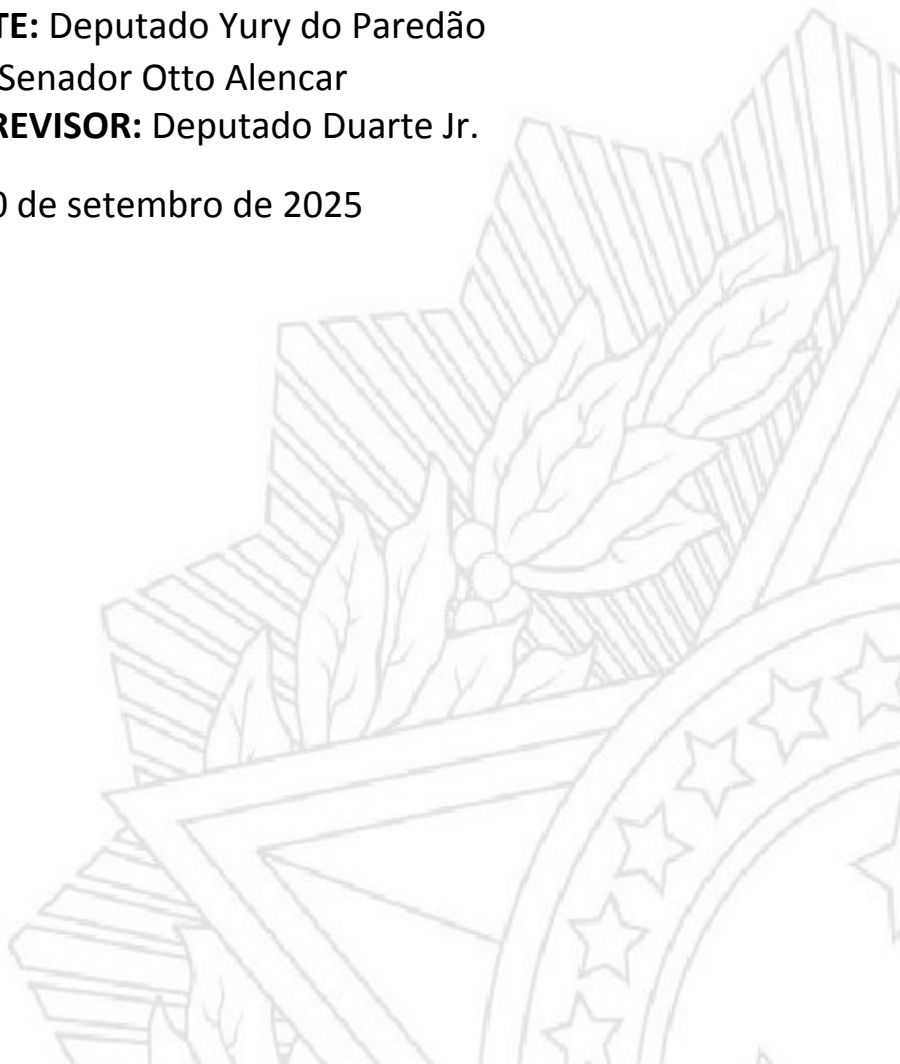 TE: Deputado Yury do Paredão
Senador Otto Alencar
REVISOR: Deputado Duarte Jr.
0 de setembro de 2025